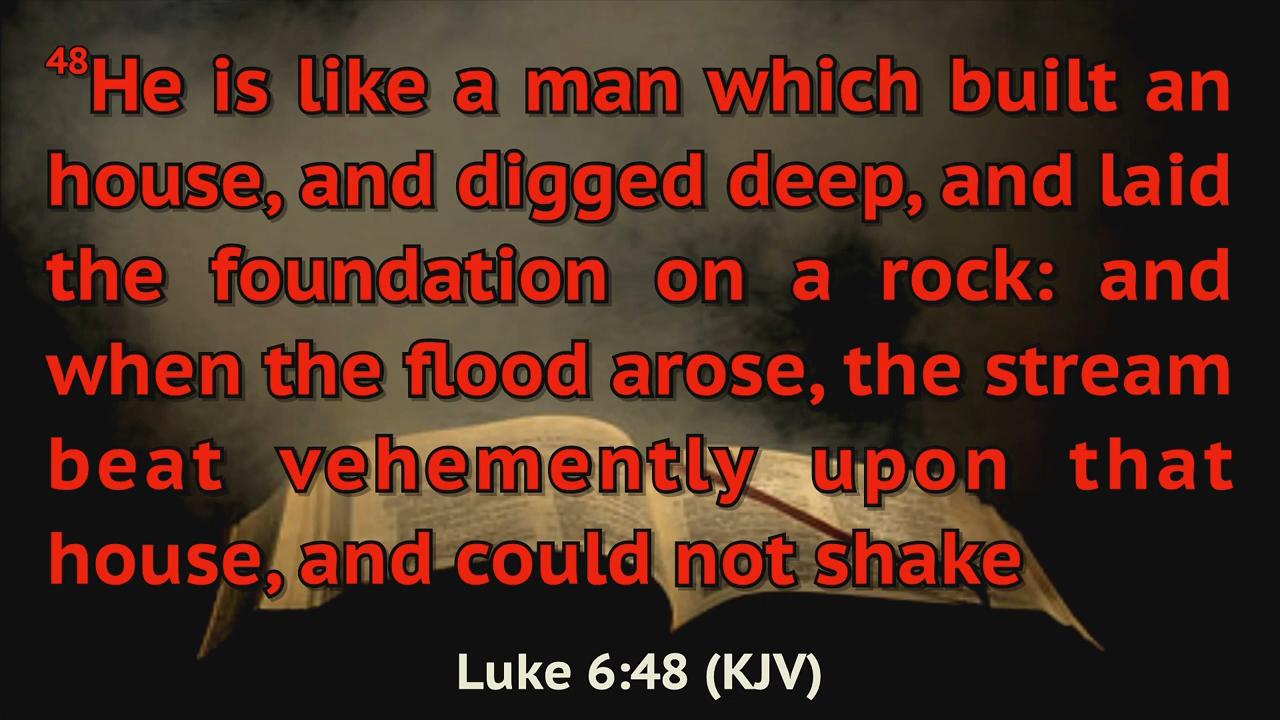 48He is like a man which built an
house, and digged deep, and laid
the foundation on a rock: and
when the flood arose, the stream
beat vehemently upon that
house, and could not shake
Luke 6:48 (KJV)